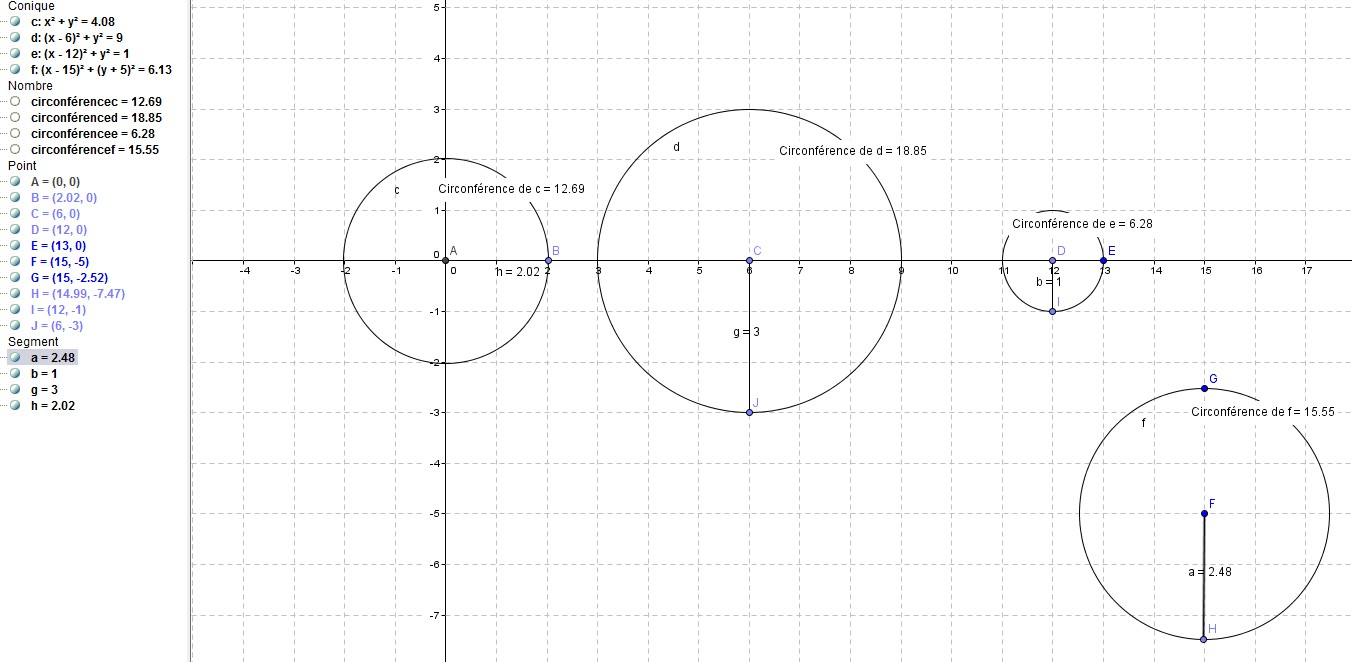 Conique
c: x² + y² = 4.08
d: (x - 6)² + y² = 9
e: (x - 12)² + y² = 1
f: (x - 15)² + (y + 5)² = 6.13
Nombre
circonférencec = 12.69
circonférenced = 18.85
circonférencee = 6.28
circonférencef = 15.55
Point
A = (0, 0)
B = (2.02, 0)
C = (6, 0)
D = (12, 0)
E = (13, 0)
F = (15, -5)
G = (15, -2.52)
H = (14.99, -7.47)
I = (12, -1)
J = (6, -3)
Segment
a = 2.48
b = 1
g = 3
h = 2.02
5
4
3
d
Circonférence de d = 18.85
2
c
Circonférence de c = 12.69
1
Circonférence de e = 6.28
0
A
B
C
D
E
-4 -3 -2 -1 0 h = 2.02 2 3 4 5 6 7 8 9 10 11 12 13 14 15 16 17
b = 1
I
-1
g = 3
-2
G
J
-3
Circonférence de f = 15.55
f
-4
F
-5
-6
a = 2.48
-7
H